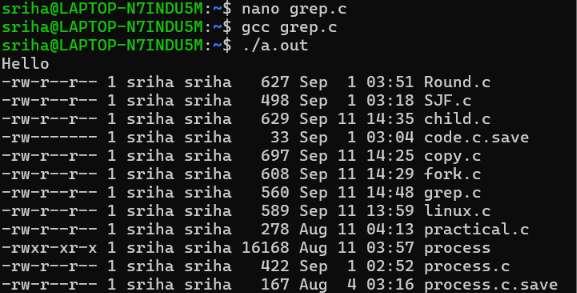 sriha@LAPTOP-N7INDU5M:~$ nano grep.c
sriha@LAPTOP-N7INDU5M:~$ gcc grep.c
sriha@LAPTOP-N7INDU5M:~$ ./a.out
Hello
-rw-r--r-- 1 sriha sriha   627 Sep  1 03:51 Round.c
-rw-r--r-- 1 sriha sriha   498 Sep  1 03:18 SJF.c
-rw-r--r-- 1 sriha sriha   629 Sep 11 14:35 child.c
-rw------- 1 sriha sriha    33 Sep  1 03:04 code.c.save
-rw-r--r-- 1 sriha sriha   697 Sep 11 14:25 copy.c
-rw-r--r-- 1 sriha sriha   608 Sep 11 14:29 fork.c
-rw-r--r-- 1 sriha sriha   560 Sep 11 14:48 grep.c
-rw-r--r-- 1 sriha sriha   589 Sep 11 13:59 linux.c
-rw-r--r-- 1 sriha sriha   278 Aug 11 04:13 practical.c
-rwxr-xr-x 1 sriha sriha 16168 Aug 11 03:57 process
-rw-r--r-- 1 sriha sriha   422 Sep  1 02:52 process.c
-rw-r--r-- 1 sriha sriha   167 Aug  4 03:16 process.c.save